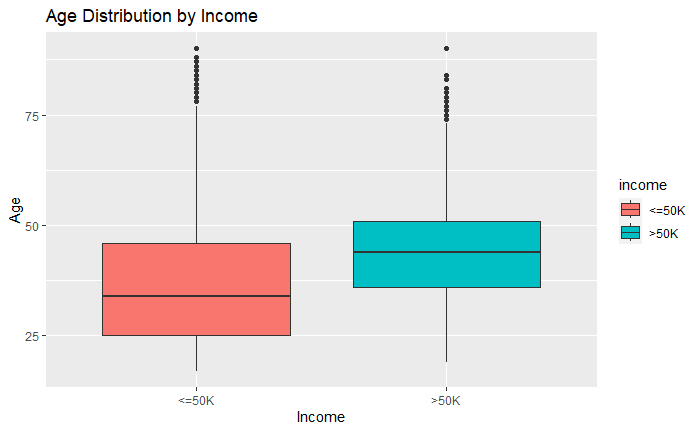 Age Distribution by Income
Age
75
50
25
<=50K
>50K
Income
income
<=50K
>50K